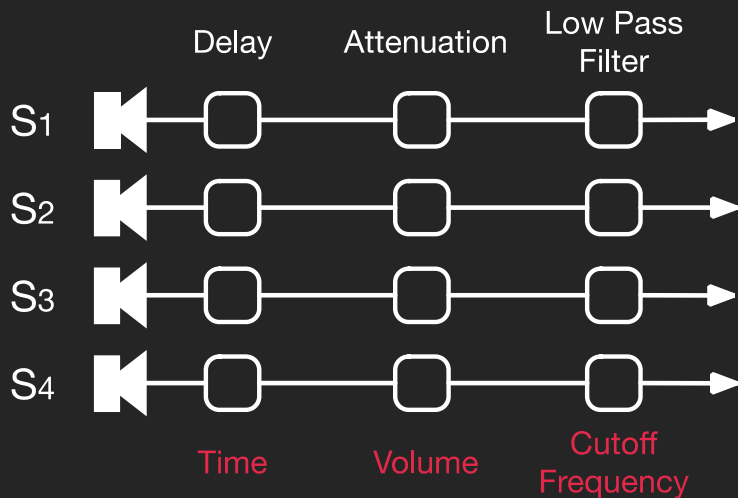 Delay
Attenuation
Low Pass
Filter
S1
S2
S3
S4
Time
Volume
Cutoff
Frequency